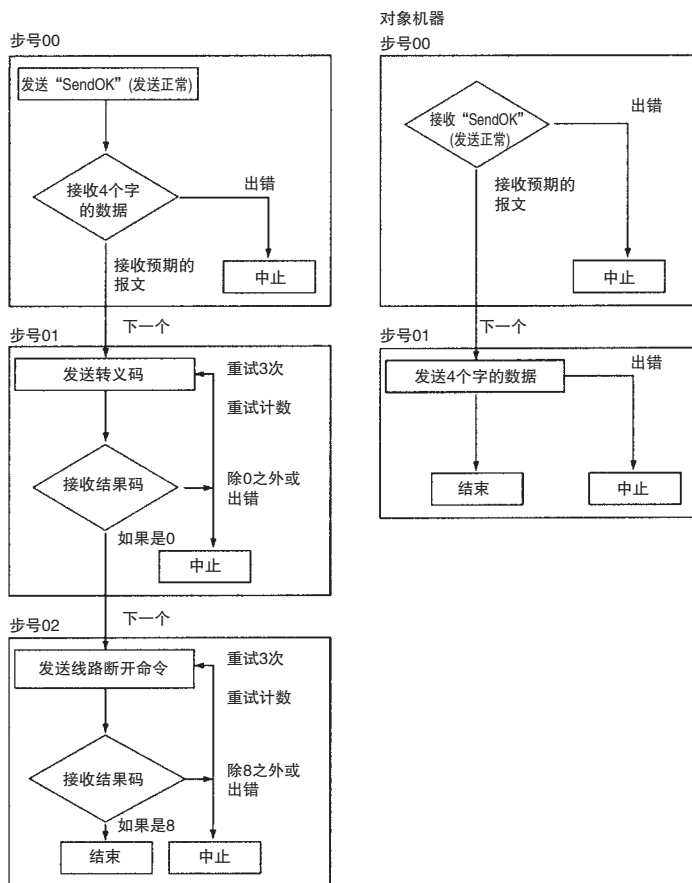 步号00
发送“SendOK”(发送正常)
接收4个字
的数据
出错
接收预期的
报文
中止
下一个
步号01
发送转义码
重试3次
重试计数
接收结果码
除0之外或
出错
如果是0
中止
下一个
步号02
发送线路断开命令
重试3次
重试计数
接收结果码
除8之外或
出错
如果是8
结束
中止
对象机器
步号00
接收“SendOK”
(发送正常)
出错
接收预期的
报文
中止
下一个
步号01
发送4个字的数据
出错
结束
中止